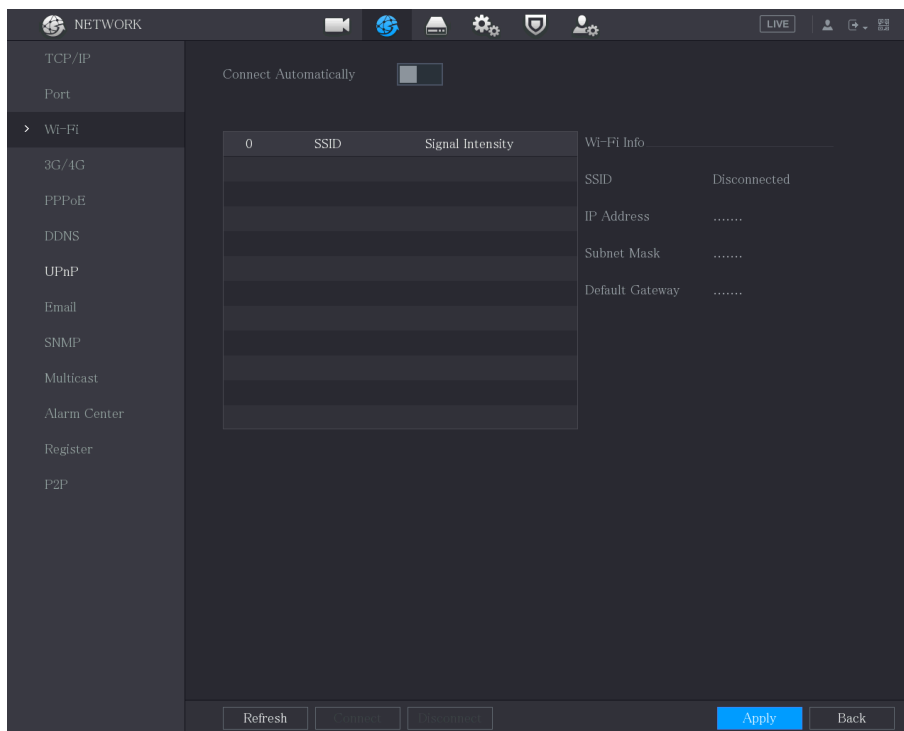 NETWORK
LIVE
TCP/IP
Port
Wi-Fi
3G/4G
PPPoE
DDNS
UPnP
Email
SNMP
Multicast
Alarm Center
Register
P2P
Connect Automatically
0 SSID Signal Intensity
Wi-Fi Info
SSID Disconnected
IP Address .......
Subnet Mask .......
Default Gateway .......
Refresh Connect Disconnect Apply Back